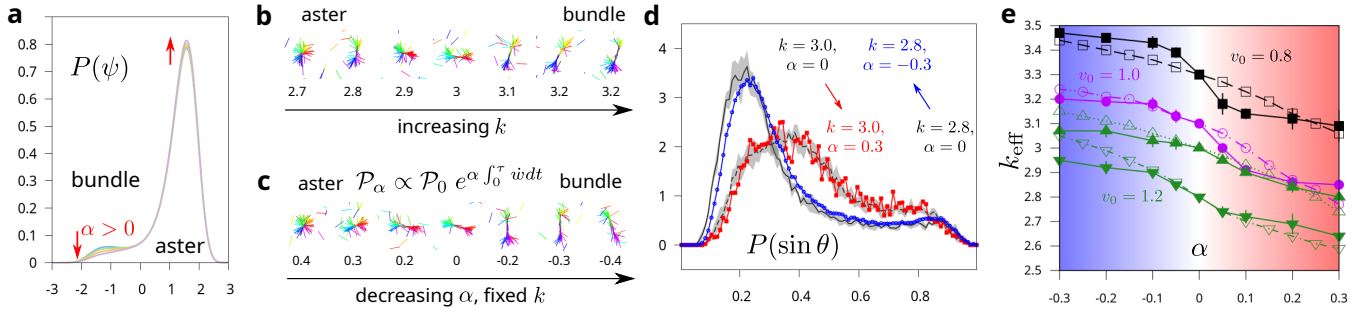 a
0.8
0.7
0.6
0.5
0.4
0.3
0.2
0.1
0
P(ψ)
bundle
α > 0
aster
-3 -2 -1 0 1 2 3
b
aster bundle
2.7 2.8 2.9 3 3.1 3.2 3.2
increasing k
c
aster 𝒫α ∝ 𝒫0 e^{α ∫_0^τ ẇdt} bundle
0.4 0.3 0.2 0 -0.2 -0.3 -0.4
decreasing α, fixed k
d
4
3
2
1
0
k = 3.0,
α = 0
k = 2.8,
α = −0.3
k = 3.0,
α = 0.3
k = 2.8,
α = 0
P(sin θ)
0.2 0.4 0.6 0.8
e
3.5
3.4
3.3
3.2
3.1
3
2.9
2.8
2.7
2.6
2.5
keff
v0 = 0.8
v0 = 1.0
v0 = 1.2
α
-0.3 -0.2 -0.1 0 0.1 0.2 0.3